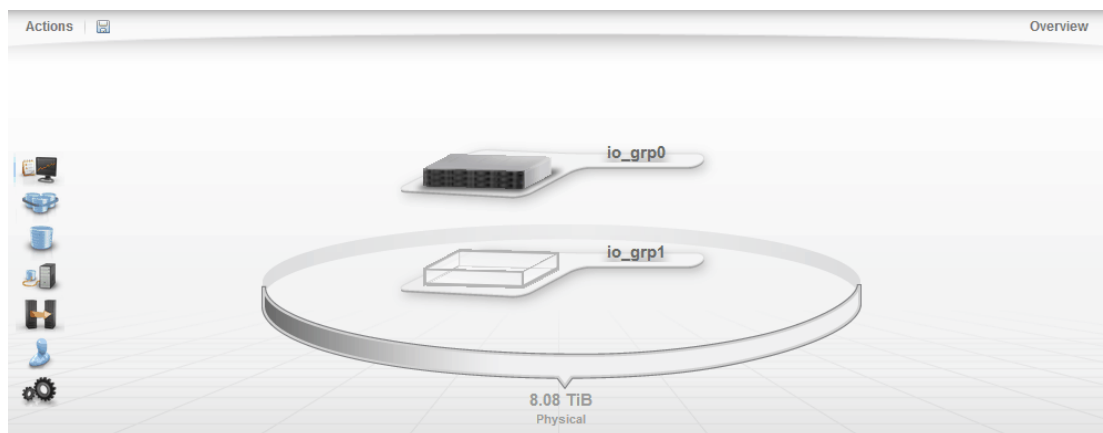 Actions
Overview
io_grp0
io_grp1
8.08 TiB
Physical